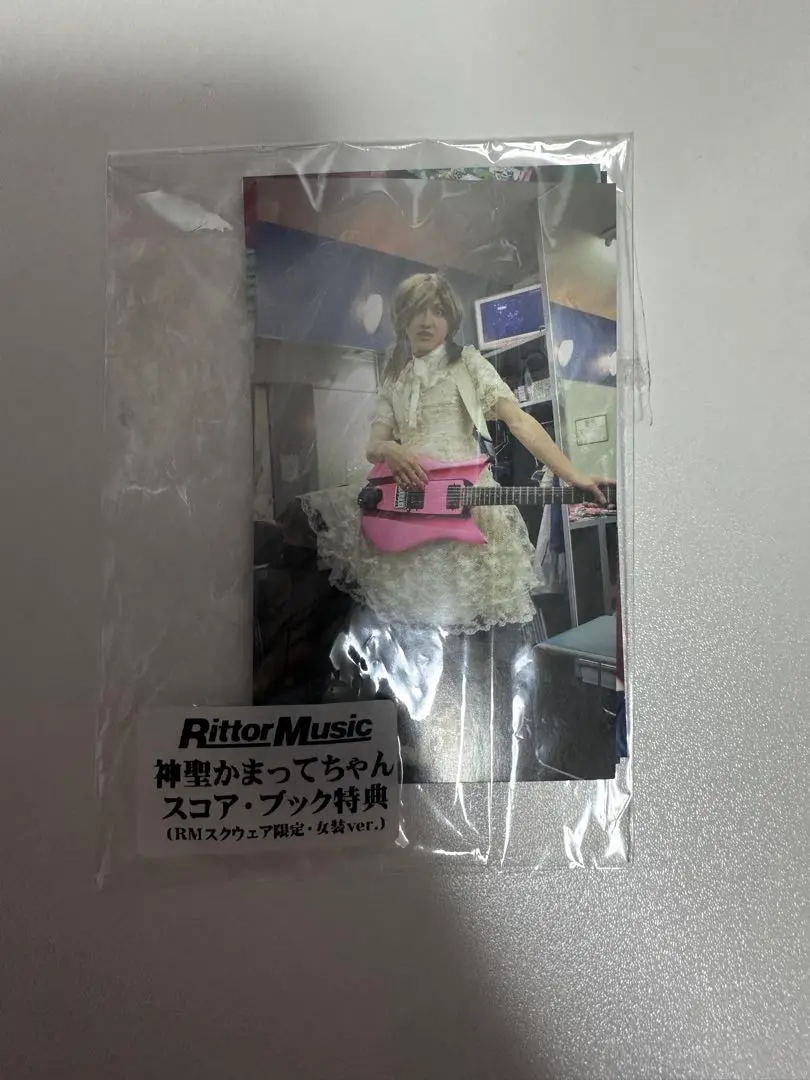 RittorMusic
神聖かまってちゃん
スコア・ブック特典
(RMスクウェア限定・女装ver.)